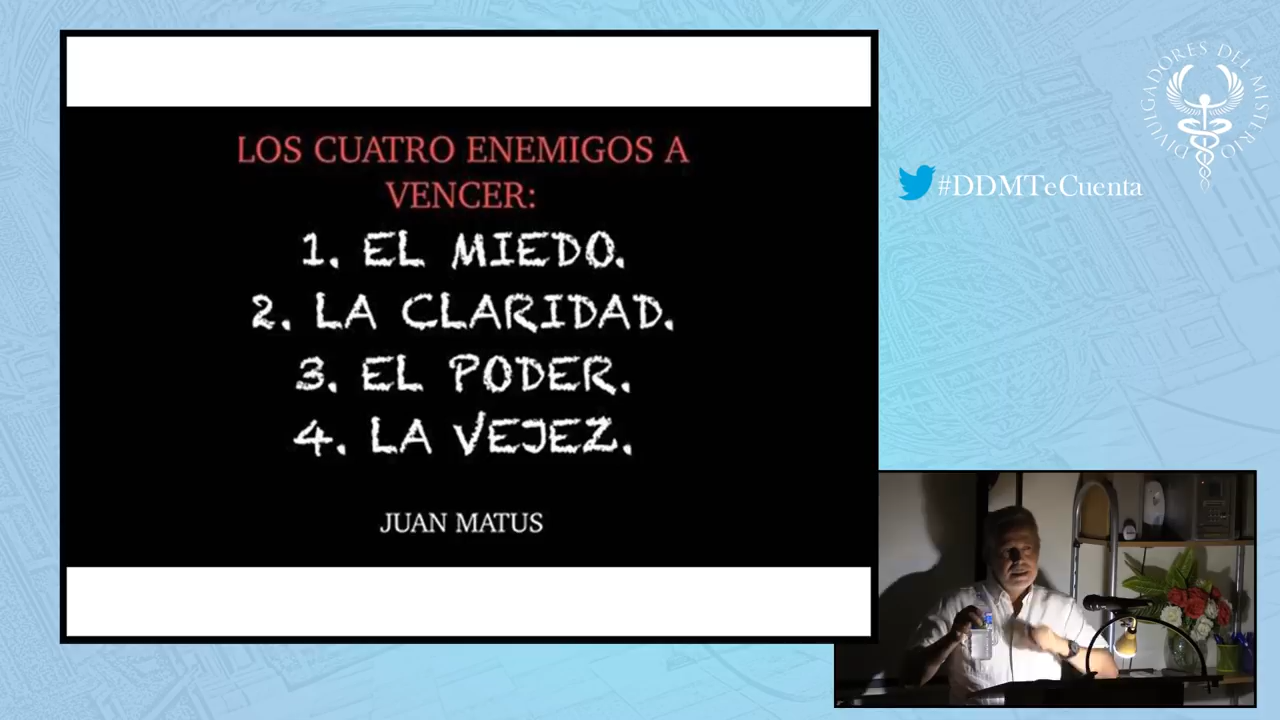 LOS CUATRO ENEMIGOS A
VENCER:
1. EL MIEDO.
2. LA CLARIDAD.
3. EL PODER.
4. LA VEJEZ.
JUAN MATUS
DIVULGADORES DEL MISTERIO
#DDMTeCuenta